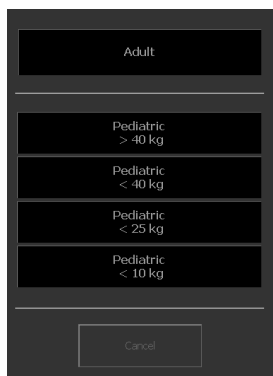 Adult
Pediatric
> 40 kg
Pediatric
< 40 kg
Pediatric
< 25 kg
Pediatric
< 10 kg
Cancel